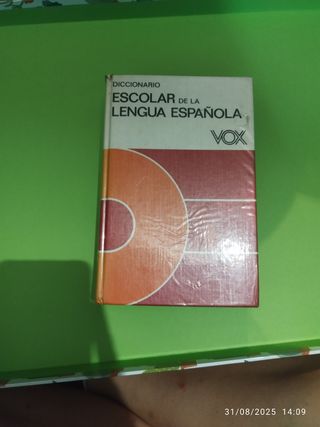 DICCIONARIO
ESCOLAR DE LA
LENGUA ESPAÑOLA
VOX
31/08/2025 14:09